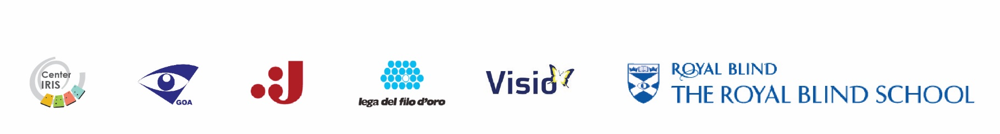 Center
IRIS
GOA
J
lega del filo d'oro
Visio
ROYAL BLIND
THE ROYAL BLIND SCHOOL